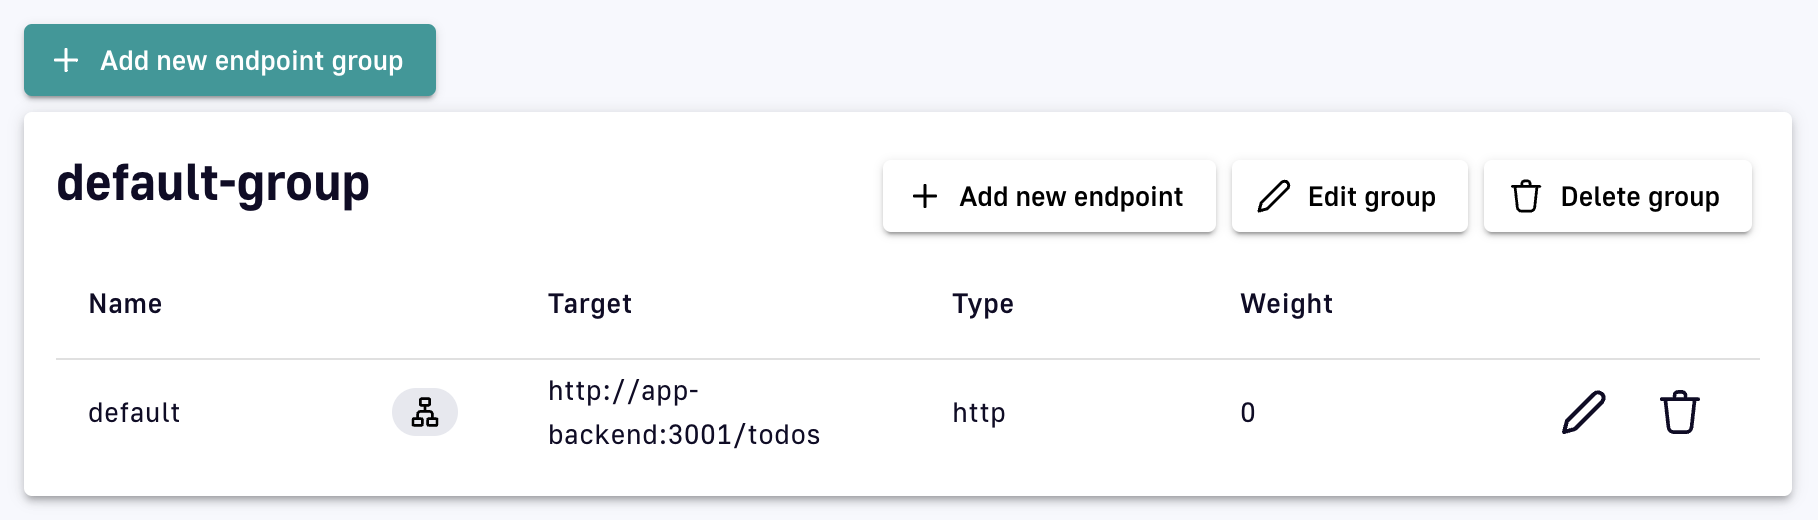 Add new endpoint group
default-group
Add new endpoint
Edit group
Delete group
Name
Target
Type
Weight
default
http://app-
backend:3001/todos
http
0